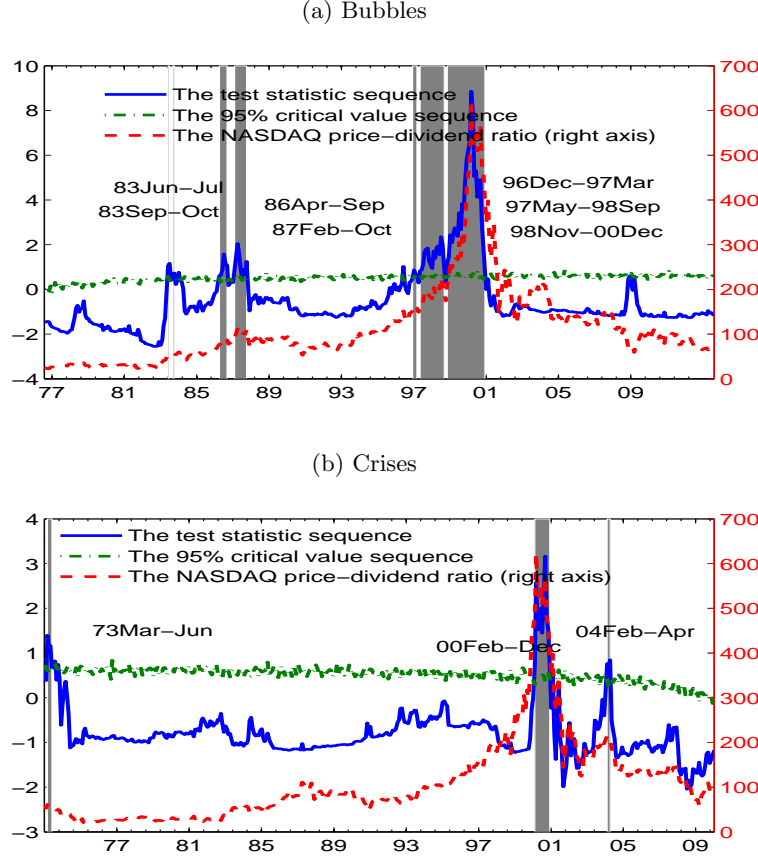 (a) Bubbles
10
8
6
4
2
0
−2
−4
700
600
500
400
300
200
100
0
The test statistic sequence
The 95% critical value sequence
The NASDAQ price−dividend ratio (right axis)
83Jun−Jul
83Sep−Oct
86Apr−Sep
87Feb−Oct
96Dec−97Mar
97May−98Sep
98Nov−00Dec
77 81 85 89 93 97 01 05 09
(b) Crises
4
3
2
1
0
−1
−2
−3
700
600
500
400
300
200
100
0
The test statistic sequence
The 95% critical value sequence
The NASDAQ price−dividend ratio (right axis)
73Mar−Jun
00Feb−Dec
04Feb−Apr
77 81 85 89 93 97 01 05 09